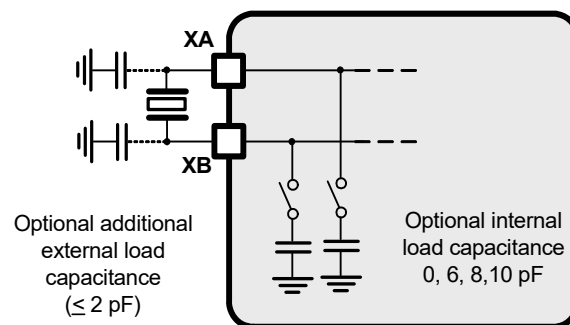 XA
XB
Optional additional
external load
capacitance
(≤ 2 pF)
Optional internal
load capacitance
0, 6, 8,10 pF